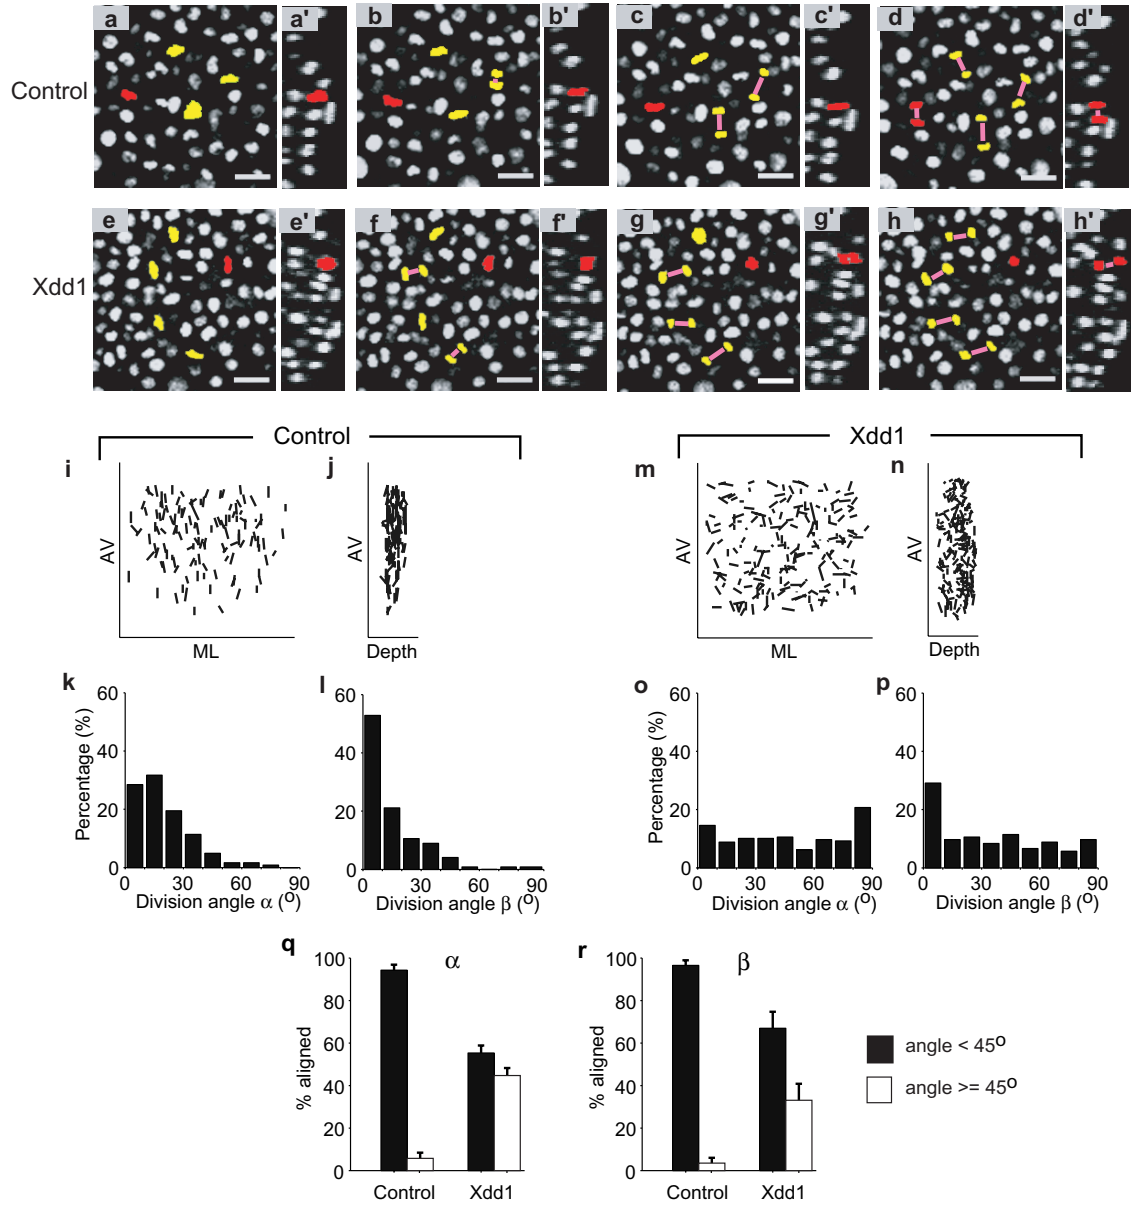 a a' b b' c c' d d'
Control
e e' f f' g g' h h'
Xdd1
Control Xdd1
i j m n
AV AV AV AV
ML Depth ML Depth
k l o p
60 60 60 60
40 40 40 40
20 20 20 20
0 0 0 0
Percentage (%) Percentage (%)
0 30 60 90 0 30 60 90 0 30 60 90 0 30 60 90
Division angle α (º) Division angle β (º) Division angle α (º) Division angle β (º)
q α r β
100 100
80 80
60 60
40 40
20 20
0 0
% aligned % aligned
angle < 45º
angle >= 45º
Control Xdd1 Control Xdd1